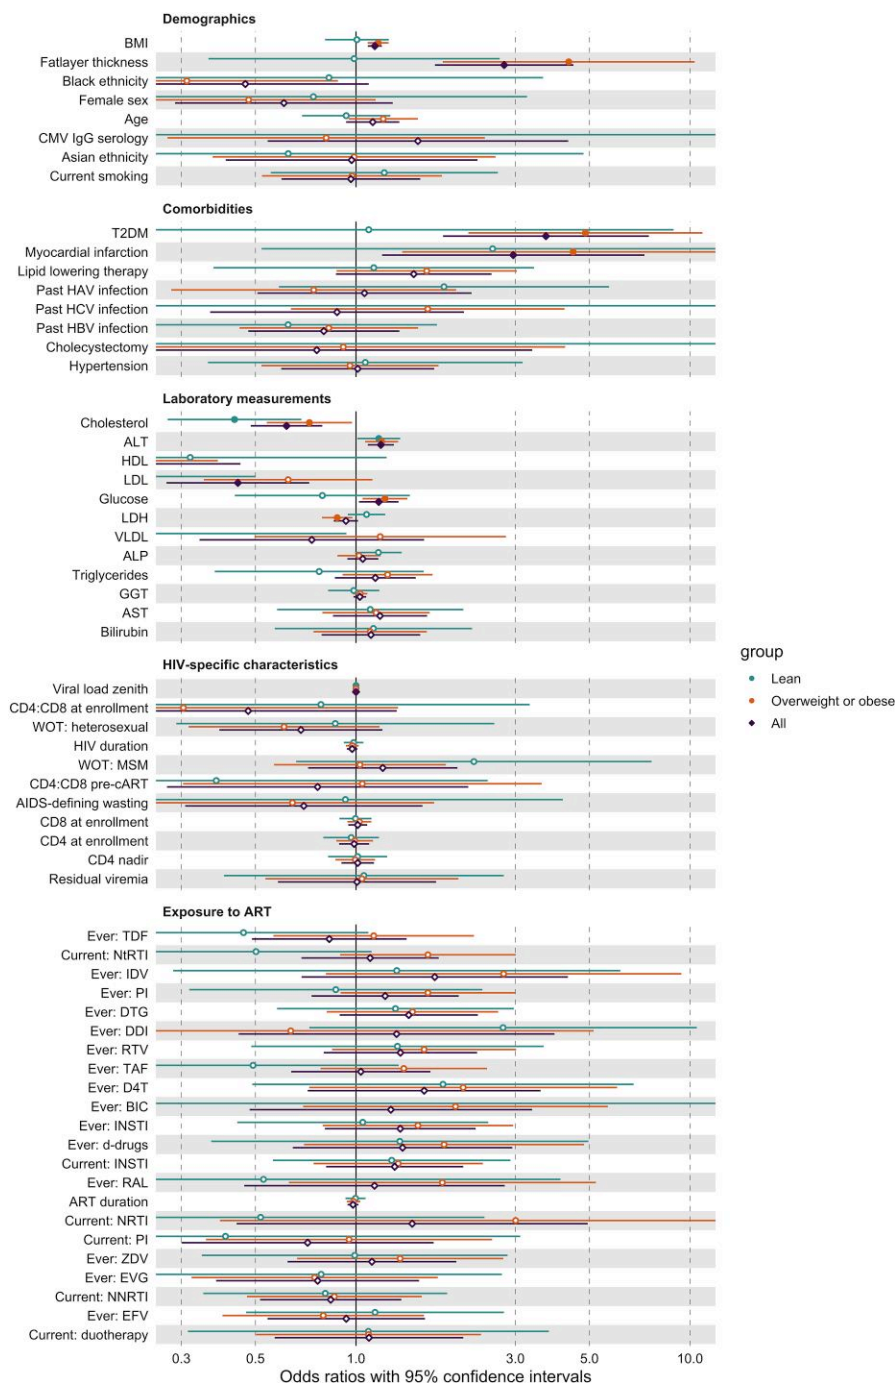 Demographics
BMI
Fatlayer thickness
Black ethnicity
Female sex
Age
CMV IgG serology
Asian ethnicity
Current smoking
Comorbidities
T2DM
Myocardial infarction
Lipid lowering therapy
Past HAV infection
Past HCV infection
Past HBV infection
Cholecystectomy
Hypertension
Laboratory measurements
Cholesterol
ALT
HDL
LDL
Glucose
LDH
VLDL
ALP
Triglycerides
GGT
AST
Bilirubin
group
Lean
Overweight or obese
All
HIV-specific characteristics
Viral load zenith
CD4:CD8 at enrollment
WOT: heterosexual
HIV duration
WOT: MSM
CD4:CD8 pre-cART
AIDS-defining wasting
CD8 at enrollment
CD4 at enrollment
CD4 nadir
Residual viremia
Exposure to ART
Ever: TDF
Current: NtRTI
Ever: IDV
Ever: PI
Ever: DTG
Ever: DDI
Ever: RTV
Ever: TAF
Ever: D4T
Ever: BIC
Ever: INSTI
Ever: d-drugs
Current: INSTI
Ever: RAL
ART duration
Current: NRTI
Current: PI
Ever: ZDV
Ever: EVG
Current: NNRTI
Ever: EFV
Current: duotherapy
0.3 0.5 1.0 3.0 5.0 10.0
Odds ratios with 95% confidence intervals